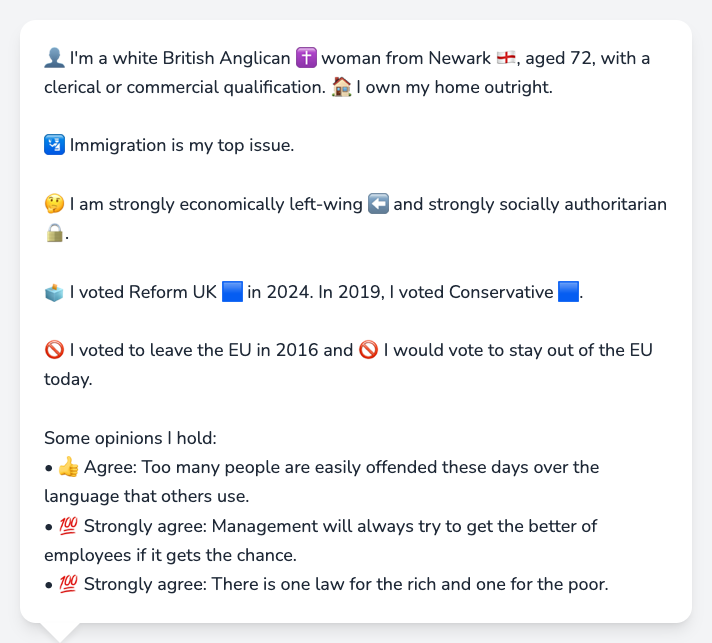 👤 I'm a white British Anglican ✝️ woman from Newark 🏴󠁧󠁢󠁥󠁮󠁧󠁿, aged 72, with a
clerical or commercial qualification. 🏠 I own my home outright.
🛂 Immigration is my top issue.
🤔 I am strongly economically left-wing ⬅️ and strongly socially authoritarian
🔒.
🗳️ I voted Reform UK 🟦 in 2024. In 2019, I voted Conservative 🟦.
🚫 I voted to leave the EU in 2016 and 🚫 I would vote to stay out of the EU
today.
Some opinions I hold:
• 👍 Agree: Too many people are easily offended these days over the
language that others use.
• 💯 Strongly agree: Management will always try to get the better of
employees if it gets the chance.
• 💯 Strongly agree: There is one law for the rich and one for the poor.